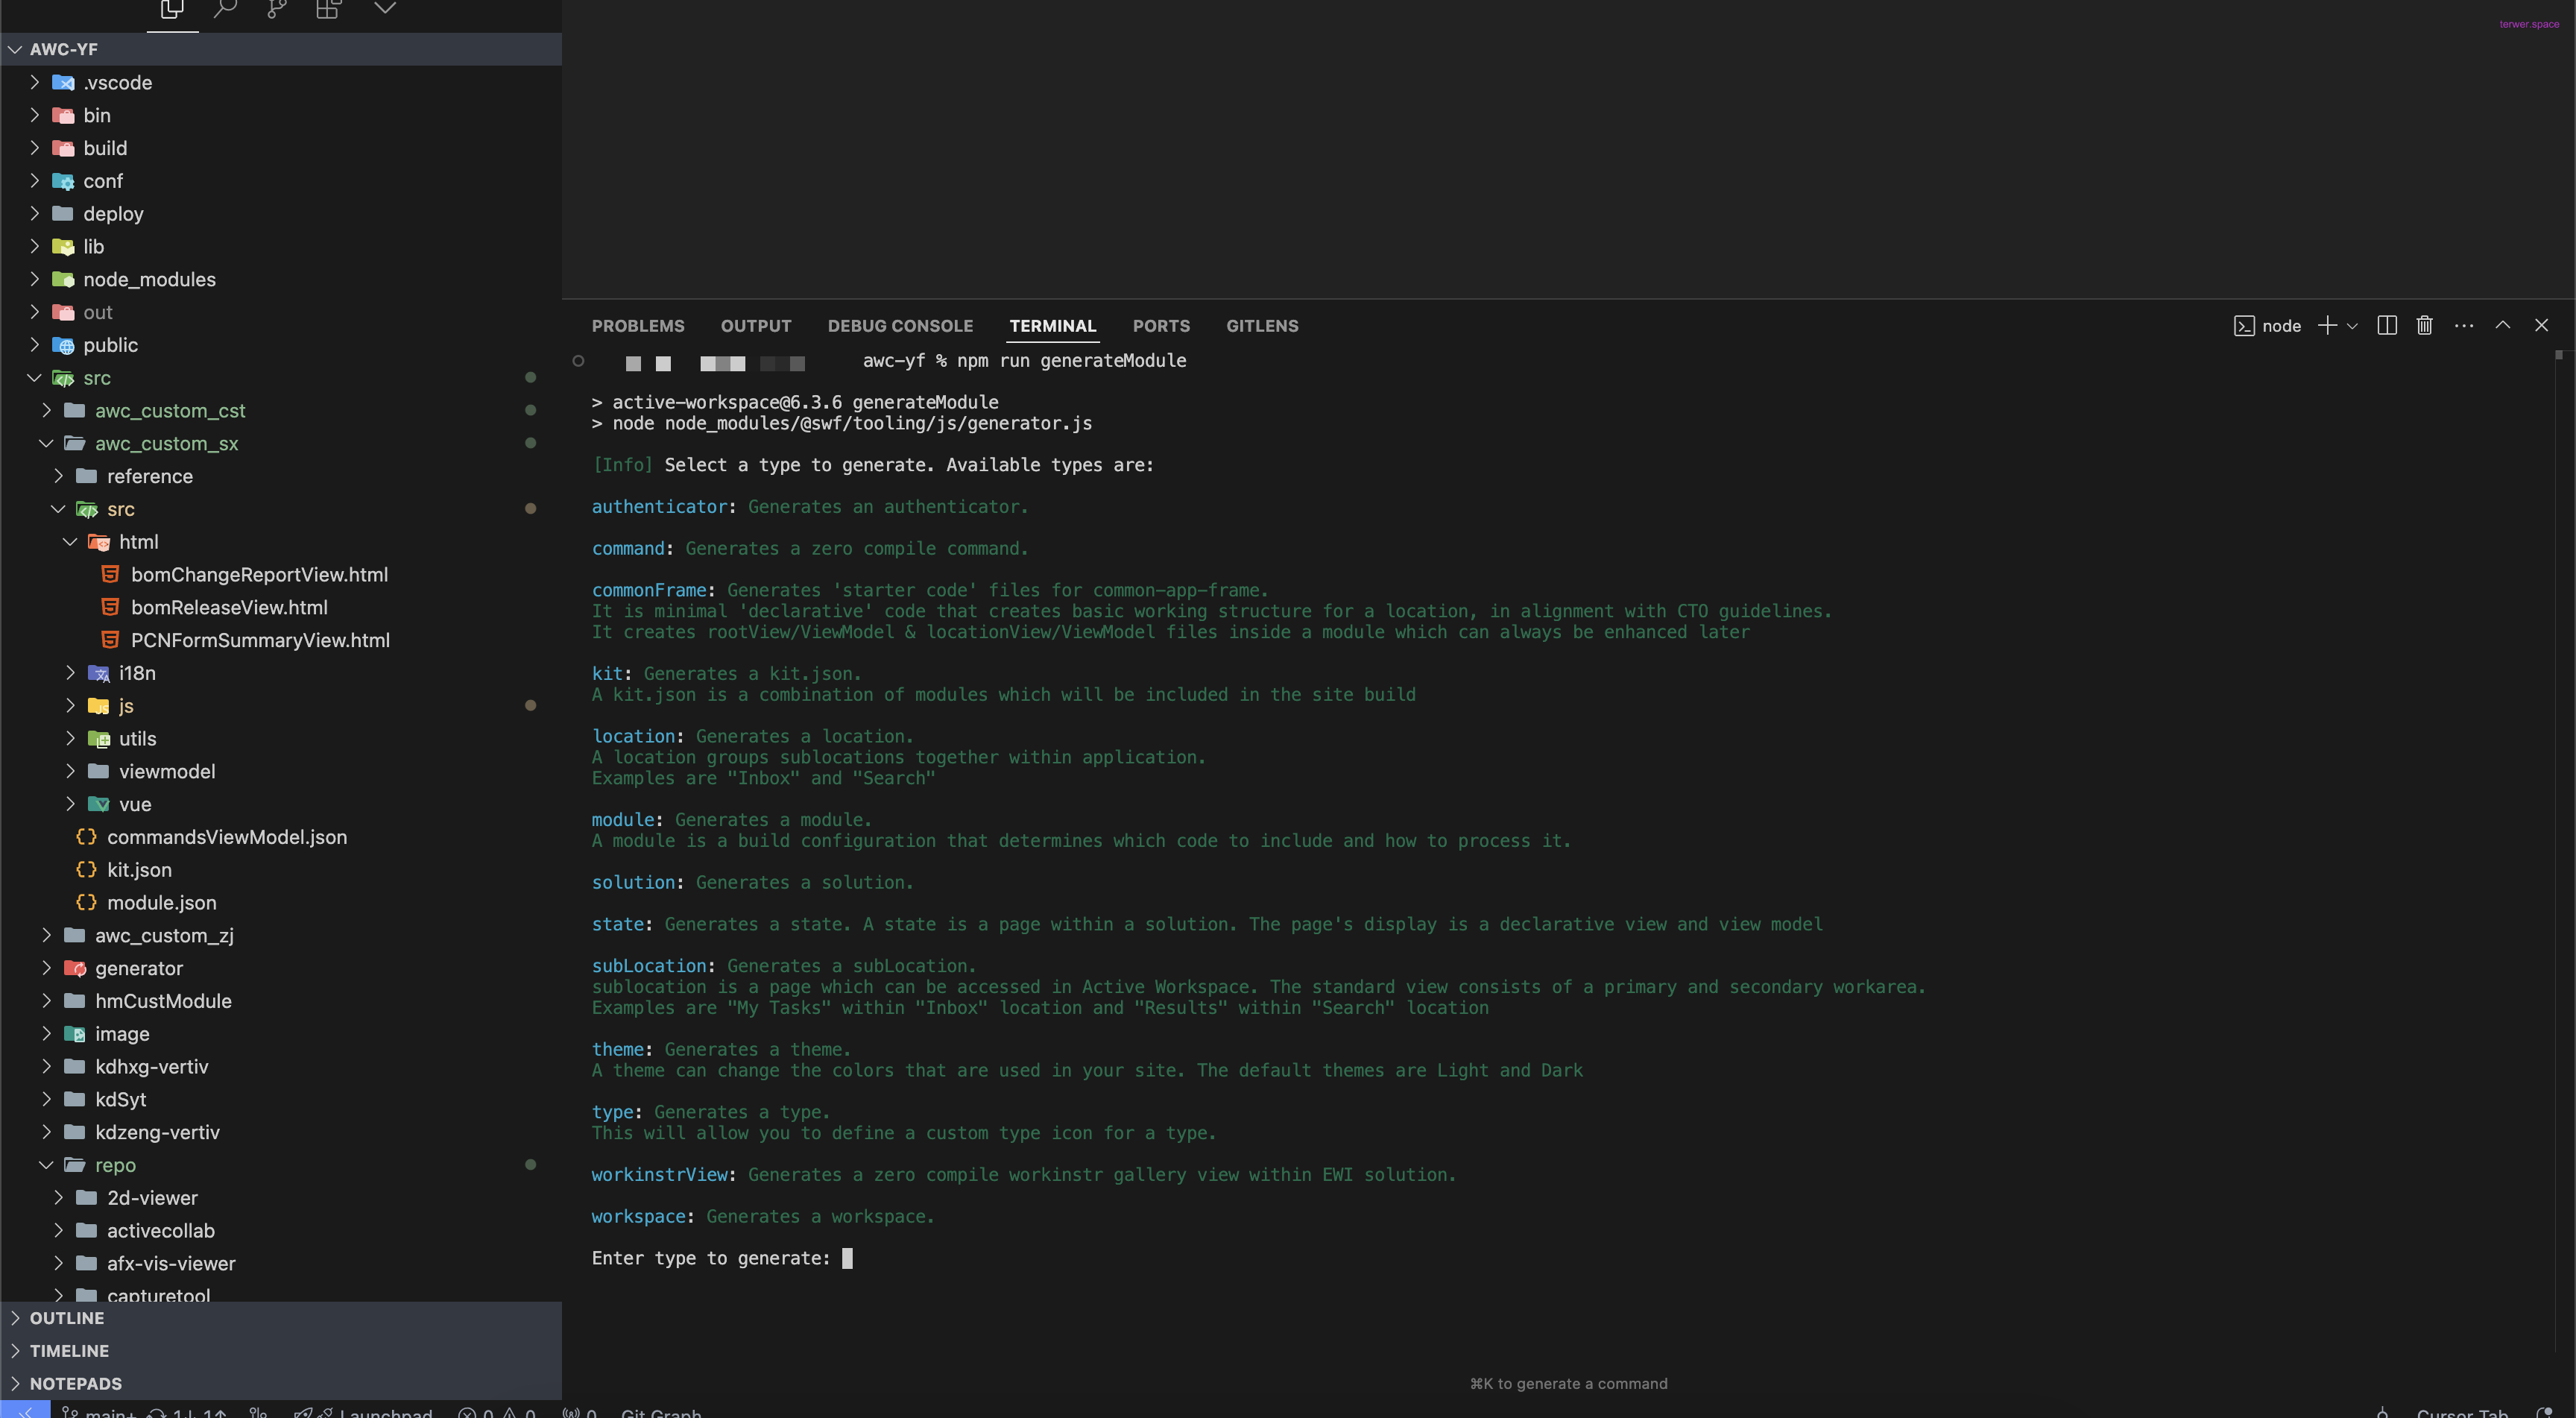 terwer.space
AWC-YF
.vscode
bin
build
conf
deploy
lib
node_modules
out
public
src
awc_custom_cst
awc_custom_sx
reference
src
html
bomChangeReportView.html
bomReleaseView.html
PCNFormSummaryView.html
i18n
js
utils
viewmodel
vue
commandsViewModel.json
kit.json
module.json
awc_custom_zj
generator
hmCustModule
image
kdhxg-vertiv
kdSyt
kdzeng-vertiv
repo
2d-viewer
activecollab
afx-vis-viewer
capturetool
OUTLINE
TIMELINE
NOTEPADS
PROBLEMS OUTPUT DEBUG CONSOLE TERMINAL PORTS GITLENS node
awc-yf % npm run generateModule
> active-workspace@6.3.6 generateModule
> node node_modules/@swf/tooling/js/generator.js
[Info] Select a type to generate. Available types are:
authenticator: Generates an authenticator.
command: Generates a zero compile command.
commonFrame: Generates 'starter code' files for common-app-frame.
It is minimal 'declarative' code that creates basic working structure for a location, in alignment with CTO guidelines.
It creates rootView/ViewModel & locationView/ViewModel files inside a module which can always be enhanced later
kit: Generates a kit.json.
A kit.json is a combination of modules which will be included in the site build
location: Generates a location.
A location groups sublocations together within application.
Examples are "Inbox" and "Search"
module: Generates a module.
A module is a build configuration that determines which code to include and how to process it.
solution: Generates a solution.
state: Generates a state. A state is a page within a solution. The page's display is a declarative view and view model
subLocation: Generates a subLocation.
sublocation is a page which can be accessed in Active Workspace. The standard view consists of a primary and secondary workarea.
Examples are "My Tasks" within "Inbox" location and "Results" within "Search" location
theme: Generates a theme.
A theme can change the colors that are used in your site. The default themes are Light and Dark
type: Generates a type.
This will allow you to define a custom type icon for a type.
workinstrView: Generates a zero compile workinstr gallery view within EWI solution.
workspace: Generates a workspace.
Enter type to generate:
⌘K to generate a command
main+ 1↓ 1↑ Launchpad 0 0 0 Git Graph Cursor Tab